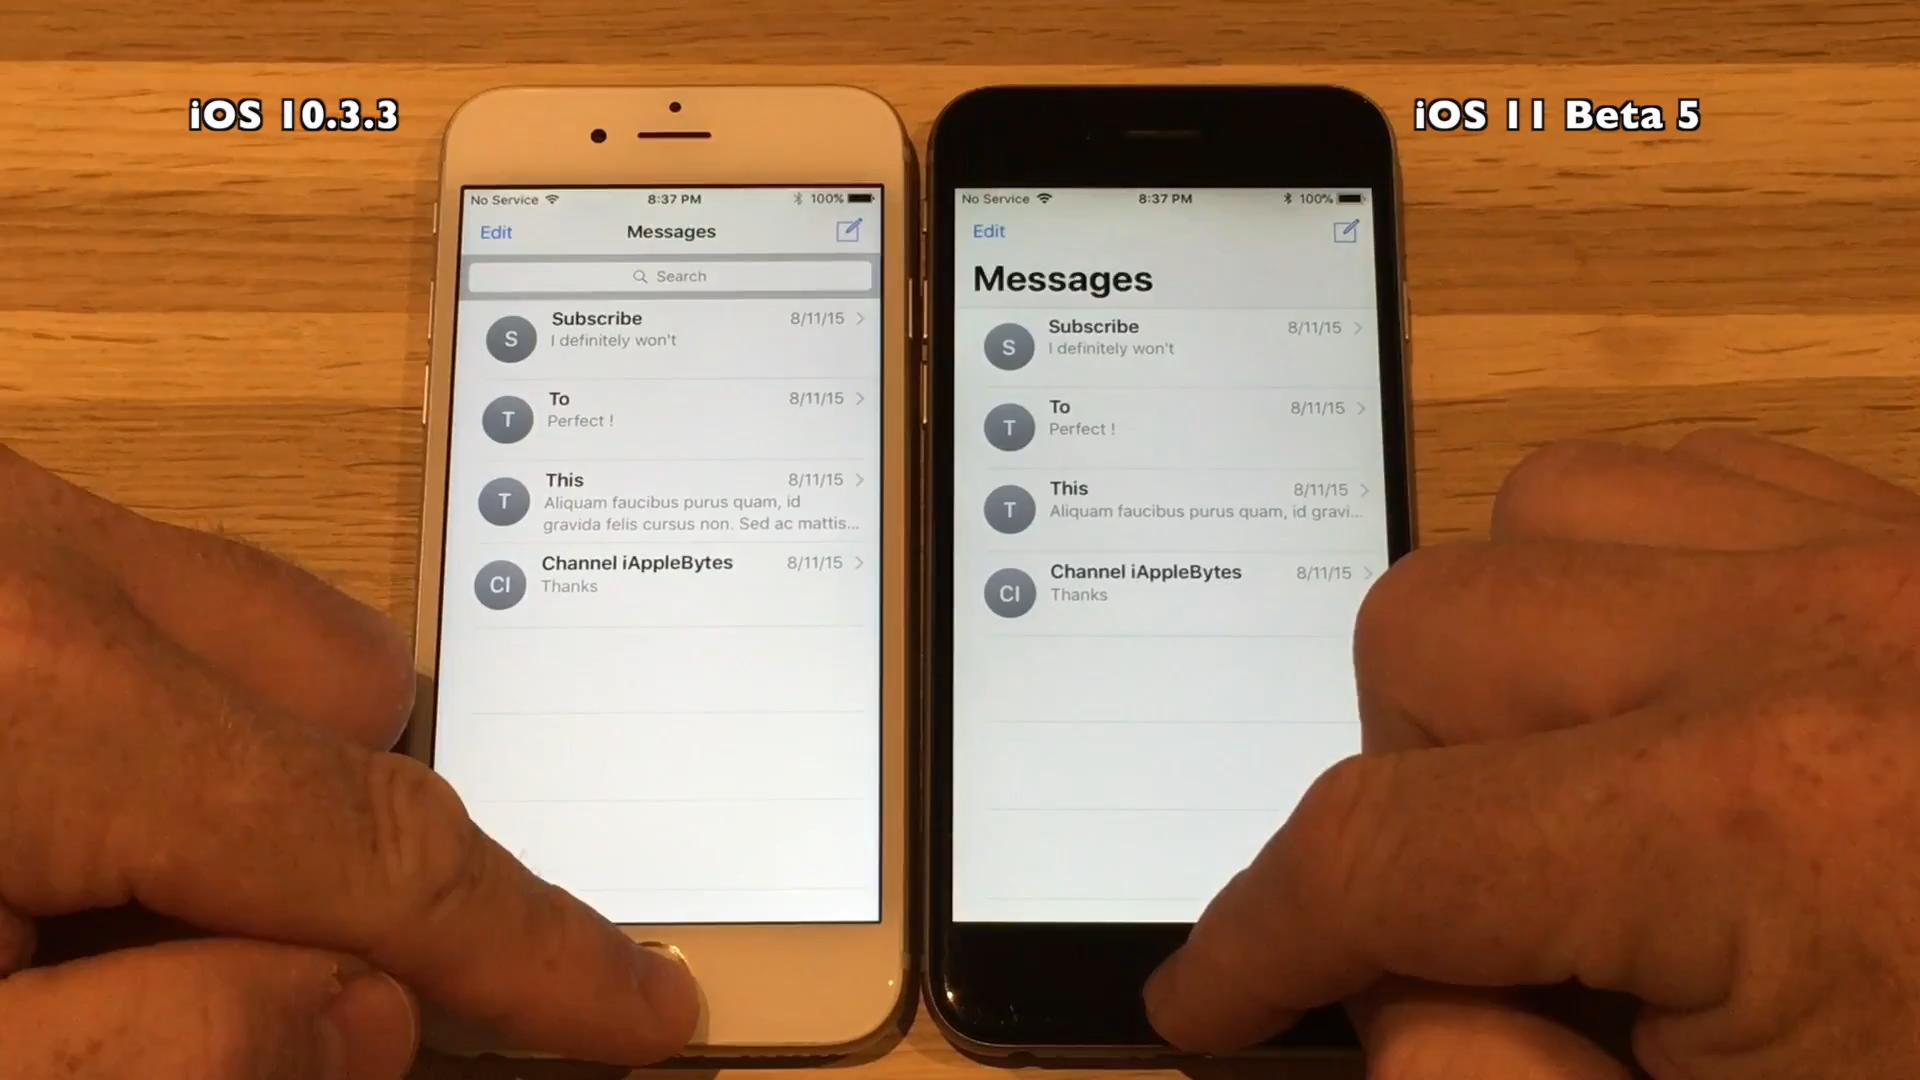 iOS 10.3.3
No Service 8:37 PM 100%
Edit Messages
Search
S Subscribe 8/11/15
I definitely won't
T To 8/11/15
Perfect !
T This 8/11/15
Aliquam faucibus purus quam, id
gravida felis cursus non. Sed ac mattis...
CI Channel iAppleBytes 8/11/15
Thanks
iOS 11 Beta 5
No Service 8:37 PM 100%
Edit
Messages
S Subscribe 8/11/15
I definitely won't
T To 8/11/15
Perfect !
T This 8/11/15
Aliquam faucibus purus quam, id gravi...
CI Channel iAppleBytes 8/11/15
Thanks